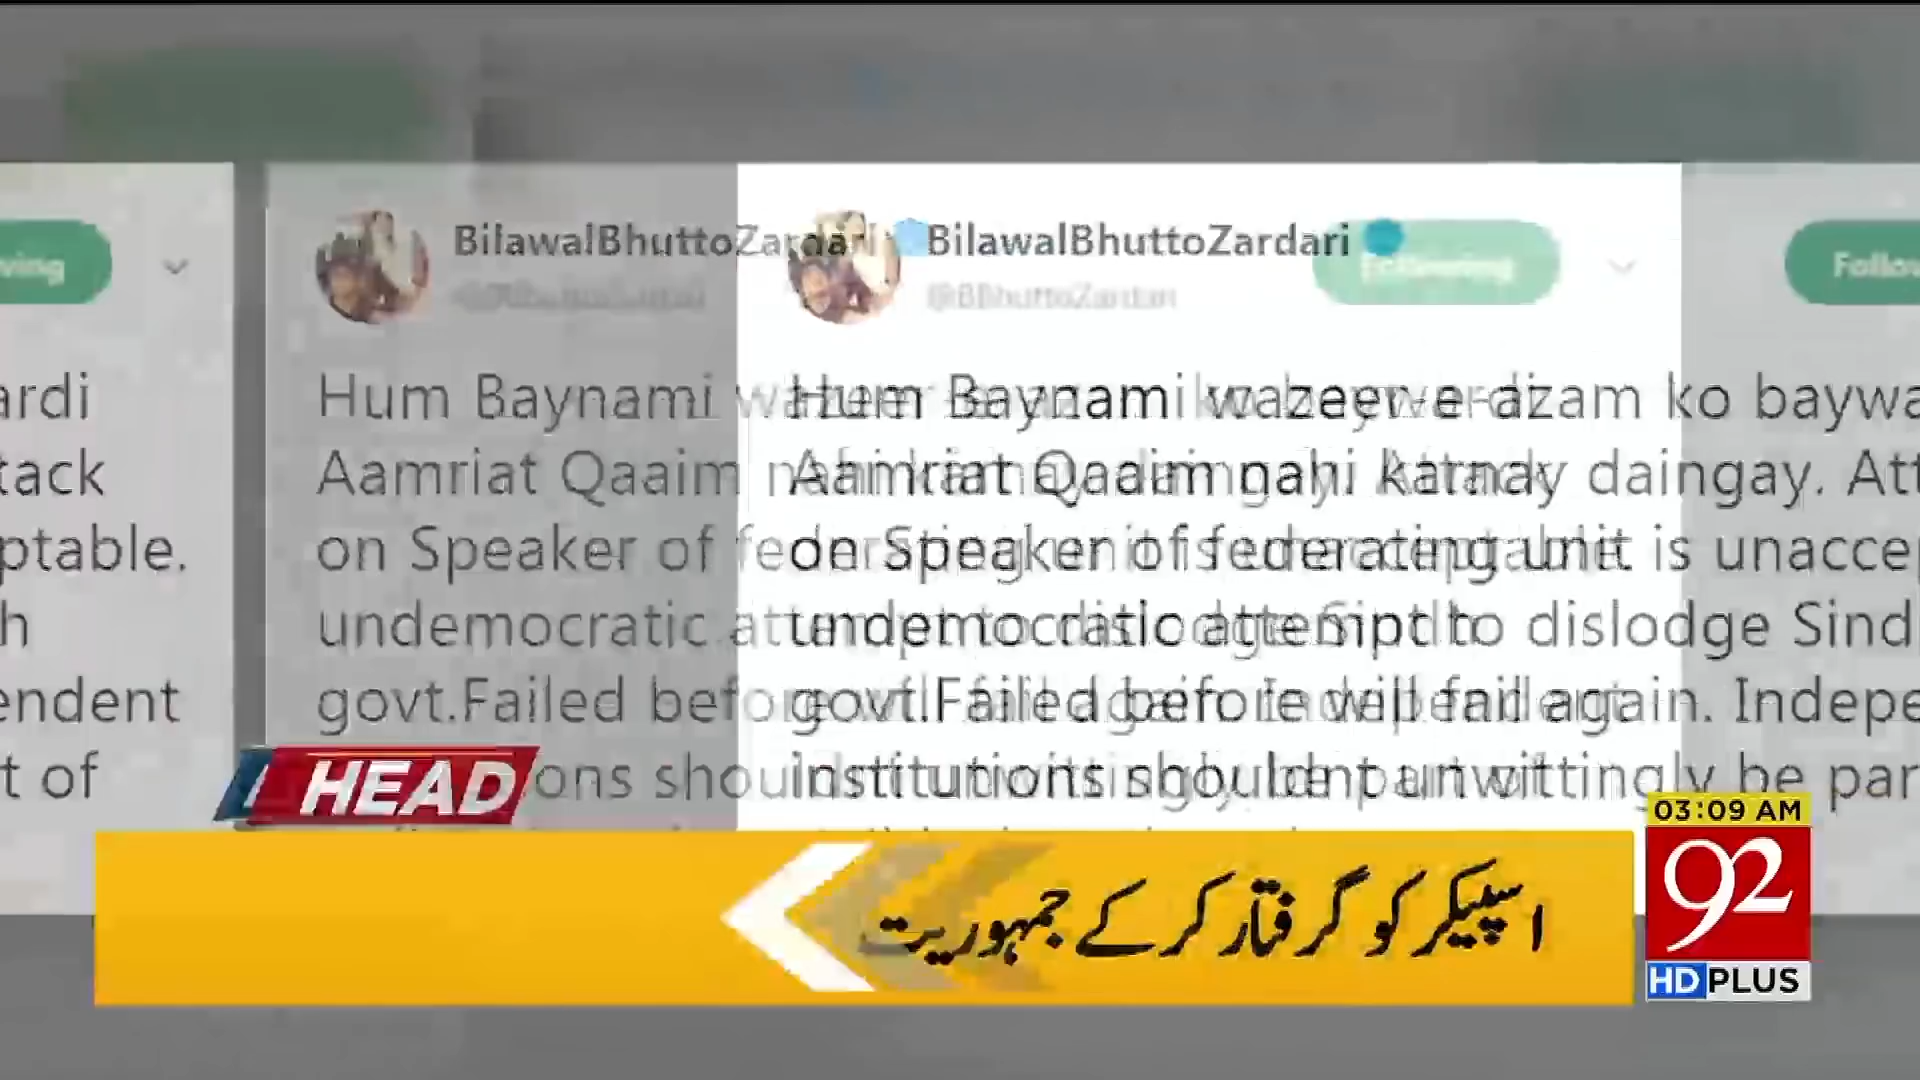 BilawalBhuttoZardari
@BBhuttoZardari
Following
Hum Baynami wazeer-e-azam ko baywa
Aamriat Qaaim nahi karnay daingay. Att
on Speaker of federating unit is unaccep
undemocratic attempt to dislodge Sind
govt.Failed before will fail again. Indepe
institutions shouldn't unwittingly be par
ving
ardi
tack
ptable.
h
endent
t of
BilawalBhuttoZardari
Hum Baynami
Aamriat Qaaim
on Speaker of
undemocratic
govt.Failed before
ons
Follow
HEAD
03:09 AM
اسپیکر کو گرفتار کر کے جمہوریت
92
HD PLUS